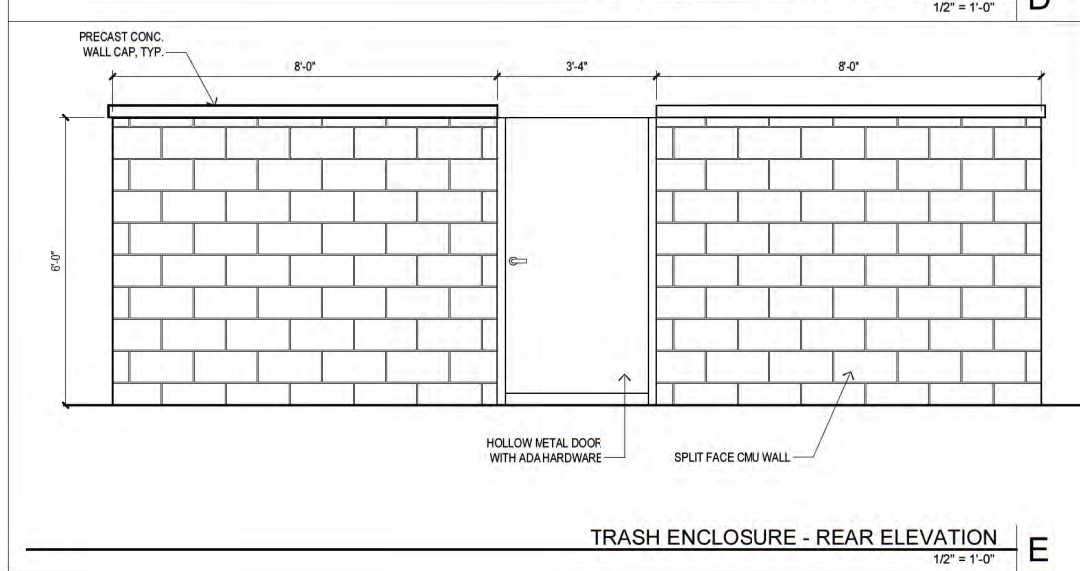 1/2" = 1'-0"
D
PRECAST CONC.
WALL CAP, TYP.
8'-0"
3'-4"
8'-0"
6'-0"
HOLLOW METAL DOOR
WITH ADA HARDWARE
SPLIT FACE CMU WALL
TRASH ENCLOSURE - REAR ELEVATION
1/2" = 1'-0"
E